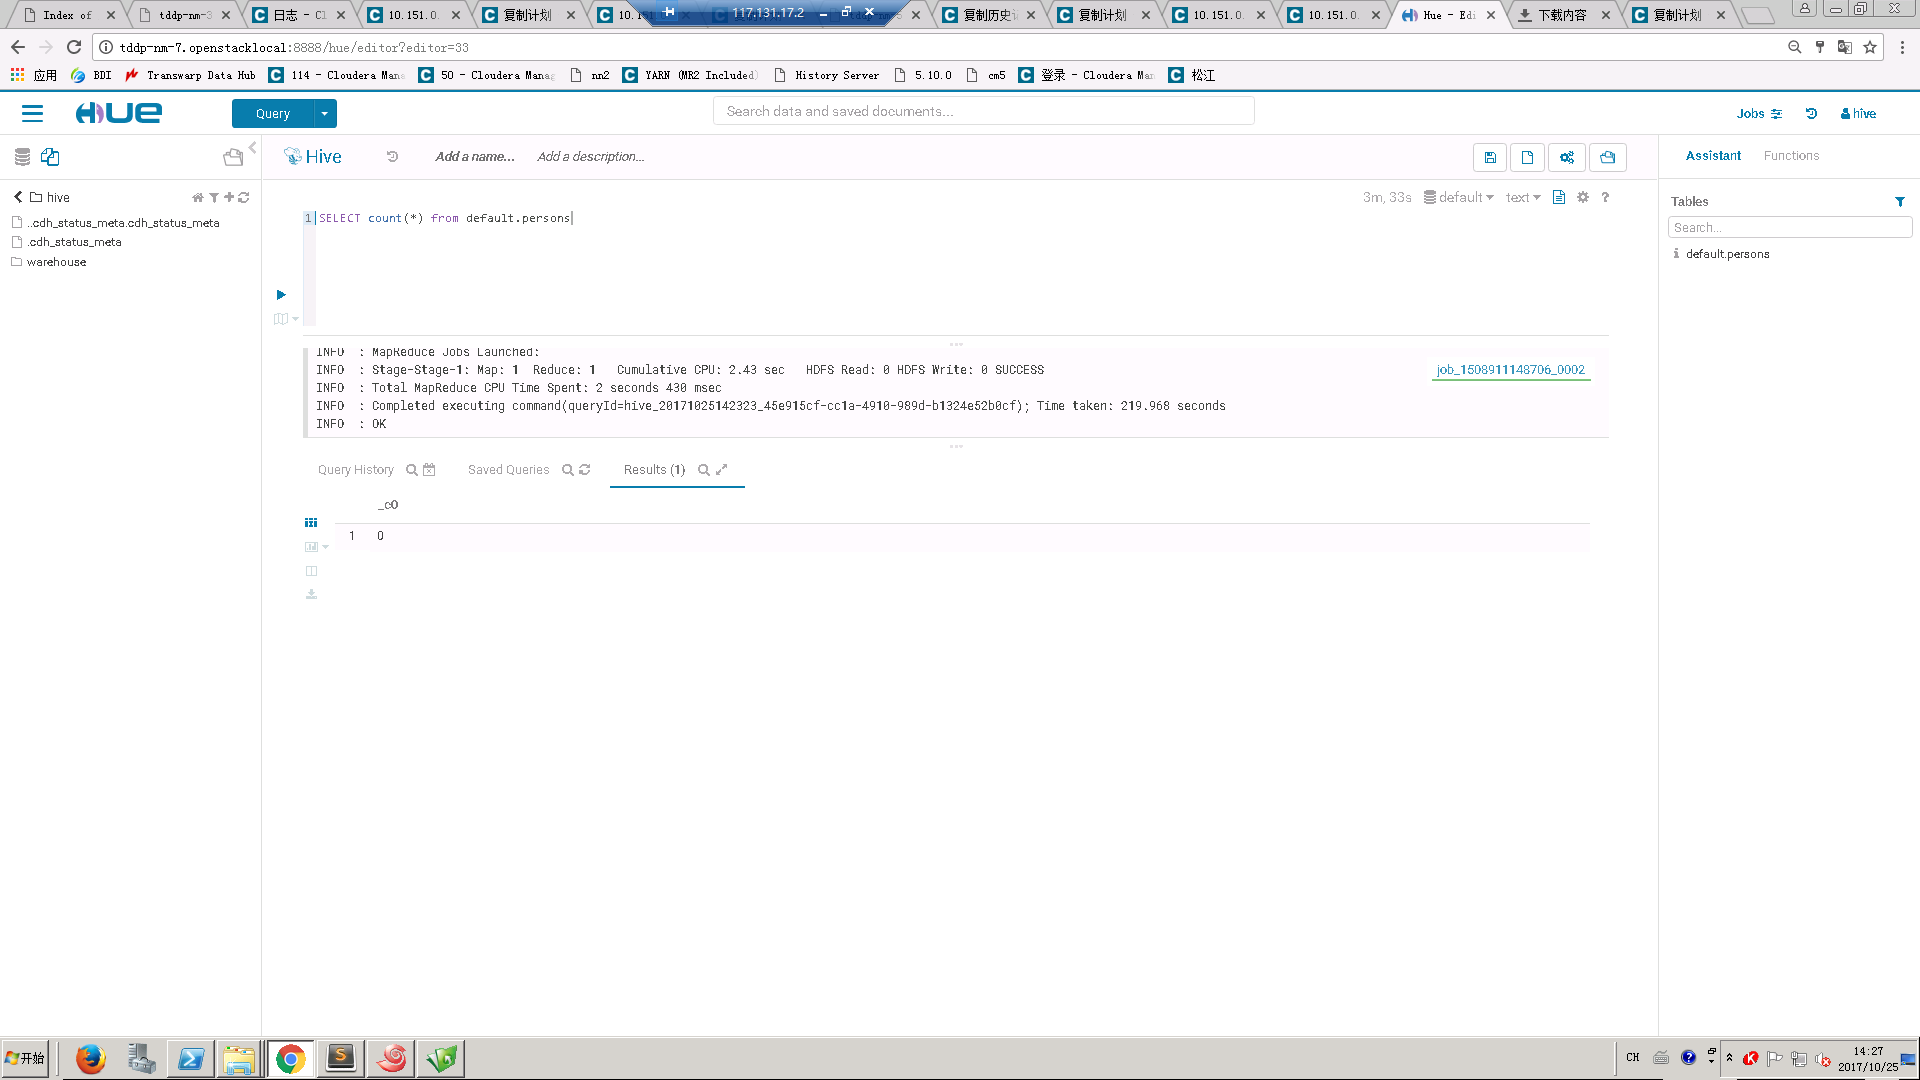 Index of
tddp-nm-3
日志 - Cl
10.151.0.
复制计划
10.151
117.131.17.2
复制历史
复制计划
10.151.0.
10.151.0.
Hue - Edi
下载内容
复制计划
tddp-nm-7.openstacklocal:8888/hue/editor?editor=33
应用
BDI
Transwarp Data Hub
114 - Cloudera Mana
50 - Cloudera Manag
nn2
YARN (MR2 Included)
History Server
5.10.0
cm5
登录 - Cloudera Man
松江
HUE
Query
Search data and saved documents...
Jobs
hive
Hive
Add a name...
Add a description...
Assistant
Functions
hive
3m, 33s
default
text
?
Tables
..cdh_status_meta.cdh_status_meta
1 SELECT count(*) from default.persons
Search...
.cdh_status_meta
default.persons
warehouse
INFO : MapReduce Jobs Launched:
INFO : Stage-Stage-1: Map: 1 Reduce: 1 Cumulative CPU: 2.43 sec HDFS Read: 0 HDFS Write: 0 SUCCESS
job_1508911148706_0002
INFO : Total MapReduce CPU Time Spent: 2 seconds 430 msec
INFO : Completed executing command(queryId=hive_20171025142323_45e915cf-cc1a-4910-989d-b1324e52b0cf); Time taken: 219.968 seconds
INFO : OK
Query History
Saved Queries
Results (1)
_c0
1 0
开始
CH
14:27
2017/10/25